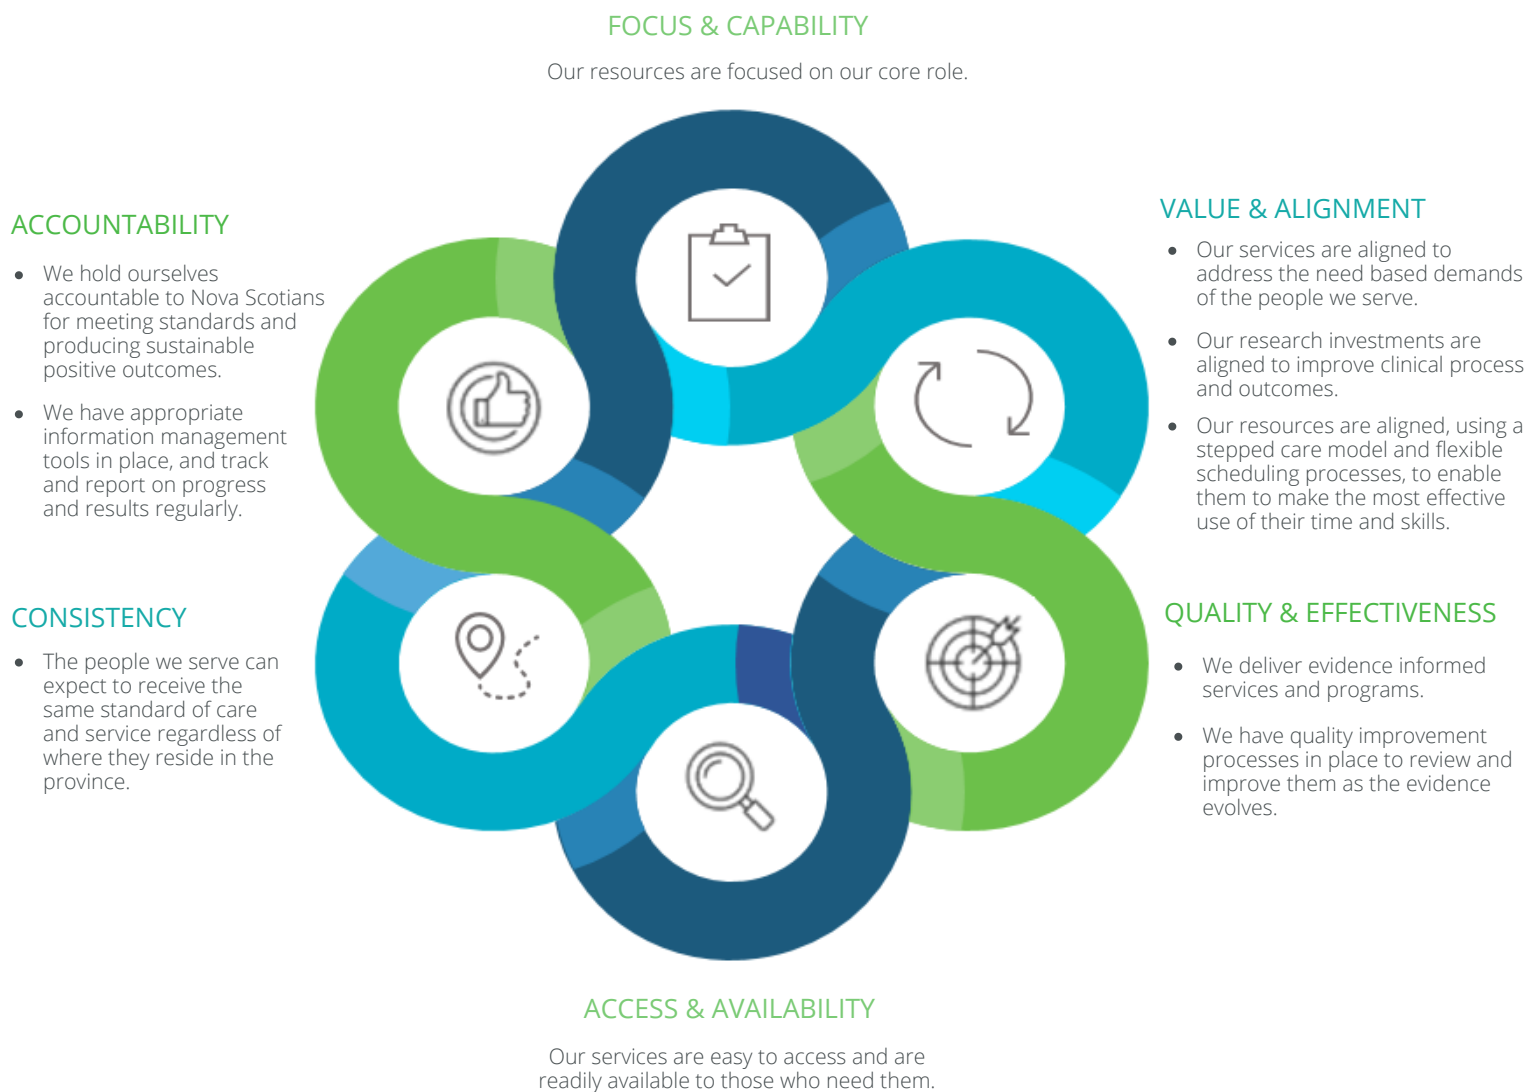 FOCUS & CAPABILITY
Our resources are focused on our core role.
ACCOUNTABILITY
• We hold ourselves
accountable to Nova Scotians
for meeting standards and
producing sustainable
positive outcomes.
• We have appropriate
information management
tools in place, and track
and report on progress
and results regularly.
VALUE & ALIGNMENT
• Our services are aligned to
address the need based demands
of the people we serve.
• Our research investments are
aligned to improve clinical process
and outcomes.
• Our resources are aligned, using a
stepped care model and flexible
scheduling processes, to enable
them to make the most effective
use of their time and skills.
CONSISTENCY
• The people we serve can
expect to receive the
same standard of care
and service regardless of
where they reside in the
province.
QUALITY & EFFECTIVENESS
• We deliver evidence informed
services and programs.
• We have quality improvement
processes in place to review and
improve them as the evidence
evolves.
ACCESS & AVAILABILITY
Our services are easy to access and are
readily available to those who need them.